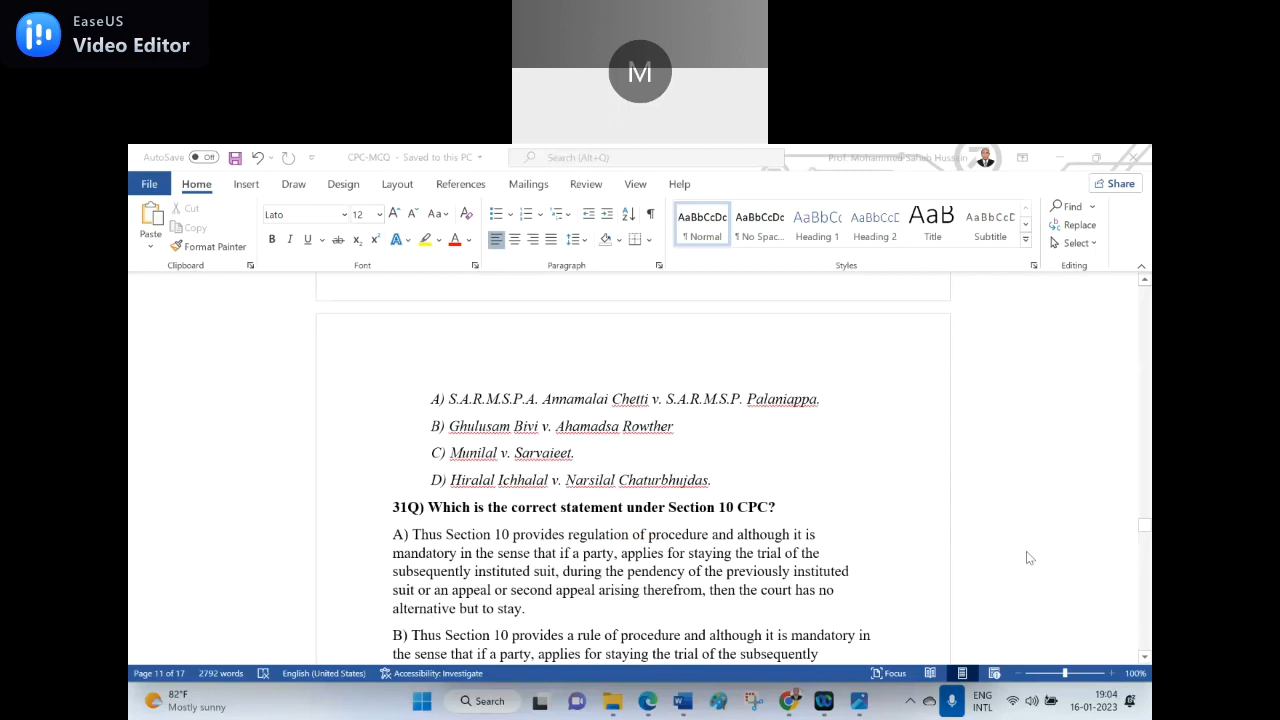 EaseUS
Video Editor
M
AutoSave Off CPC-MCQ - Saved to this PC Search (Alt+Q) Prof. Mohammed Saheb Hussain
File Home Insert Draw Design Layout References Mailings Review View Help Share
Paste Cut Copy Format Painter
Lato 12
Aa
B I U ab x2 x2 A A
AaBbCcDc AaBbCcDc AaBbCc AaBbCcD AaB AaBbCcD
¶ Normal ¶ No Spac... Heading 1 Heading 2 Title Subtitle
Find
Replace
Select
Clipboard Font Paragraph Styles Editing
A) S.A.R.M.S.P.A. Annamalai Chetti v. S.A.R.M.S.P. Palaniappa.
B) Ghulusam Bivi v. Ahamadsa Rowther
C) Munilal v. Sarvajeet.
D) Hiralal Ichhalal v. Narsilal Chaturbhujdas.
31Q) Which is the correct statement under Section 10 CPC?
A) Thus Section 10 provides regulation of procedure and although it is
mandatory in the sense that if a party, applies for staying the trial of the
subsequently instituted suit, during the pendency of the previously instituted
suit or an appeal or second appeal arising therefrom, then the court has no
alternative but to stay.
B) Thus Section 10 provides a rule of procedure and although it is mandatory in
the sense that if a party, applies for staying the trial of the subsequently
Page 11 of 17 2792 words English (United States) Accessibility: Investigate Focus 100%
82°F
Mostly sunny
Search
ENG
INTL
19:04
16-01-2023